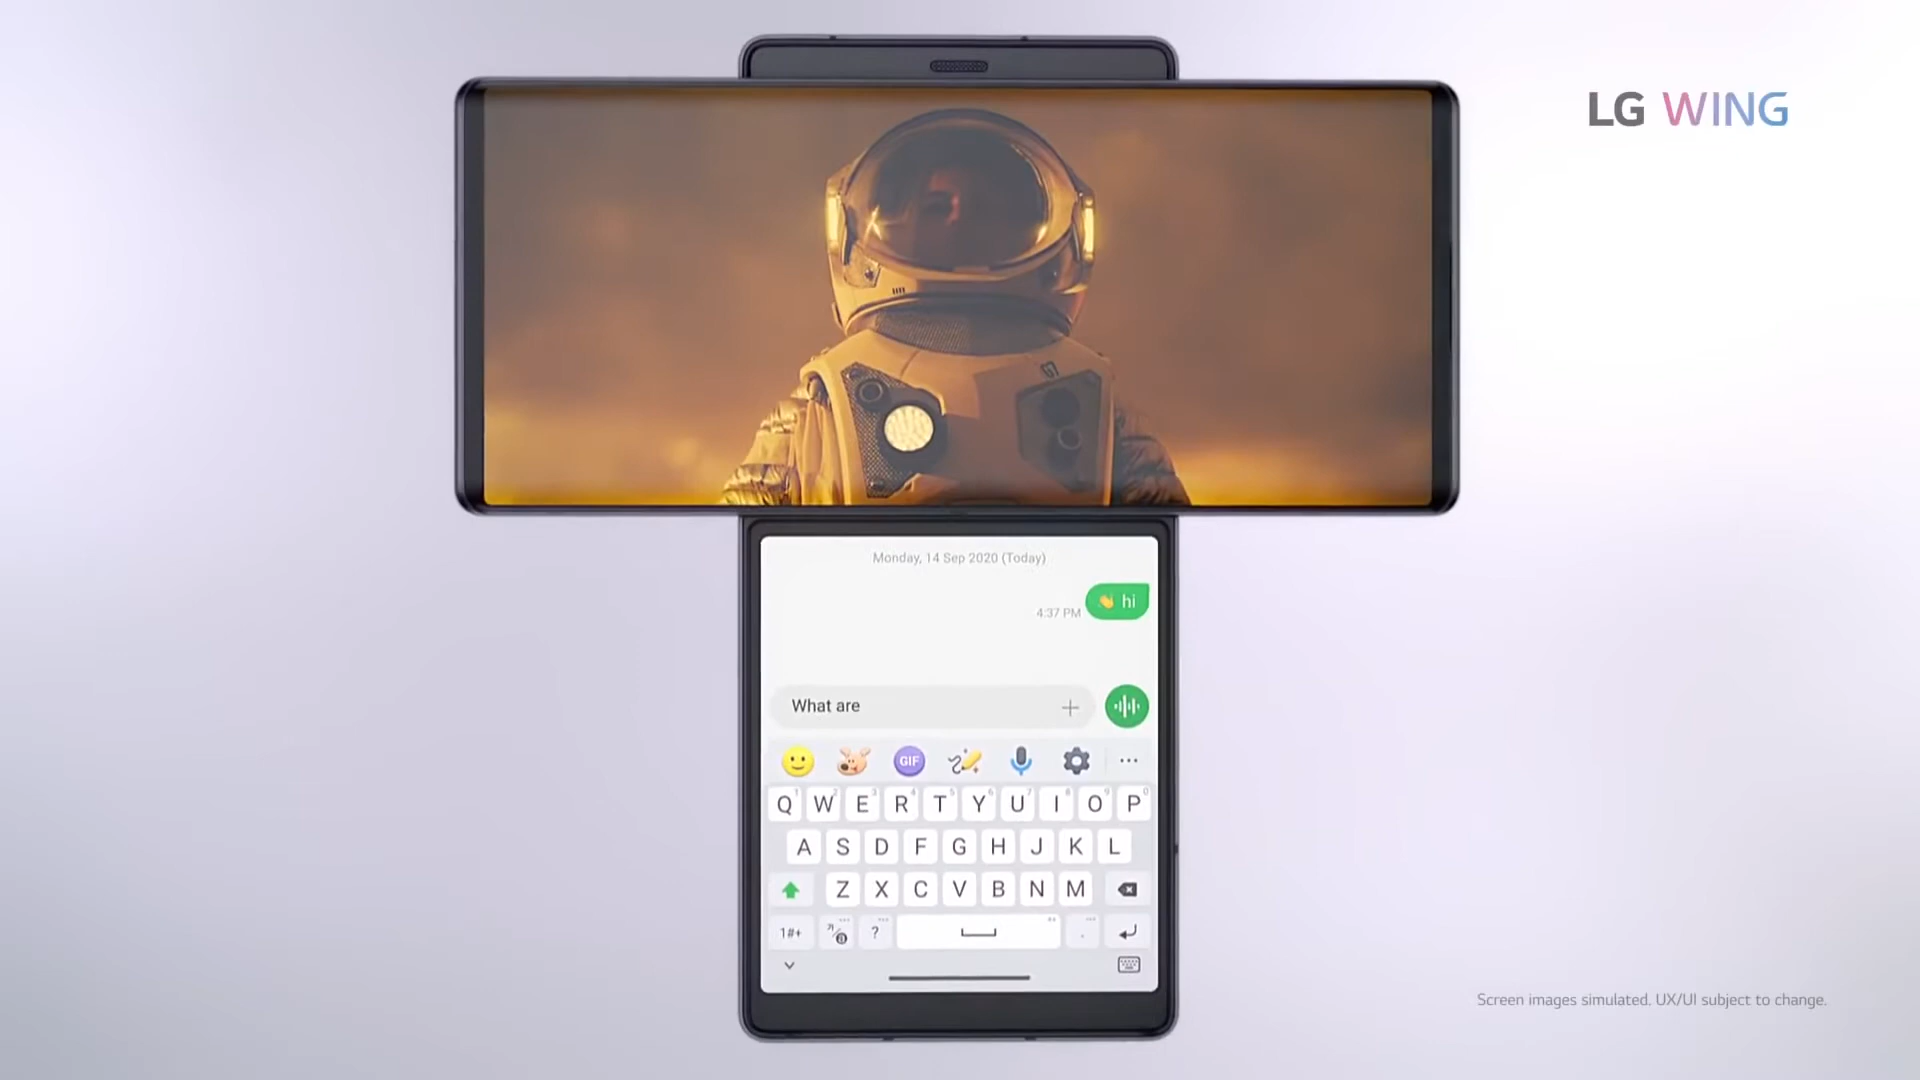 LG WING
Monday, 14 Sep 2020 (Today)
👋 hi
4:37 PM
What are
GIF
Q W E R T Y U I O P
A S D F G H J K L
Z X C V B N M
1#+ ? .
Screen images simulated. UX/UI subject to change.